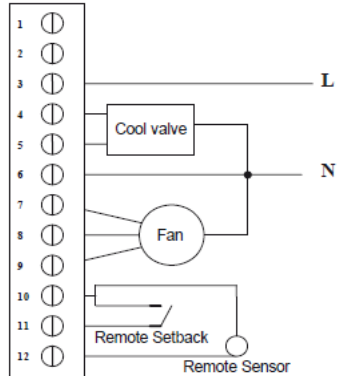 1
2
3 L
4
Cool valve
5
6 N
7
8 Fan
9
10
11
Remote Setback
12
Remote Sensor